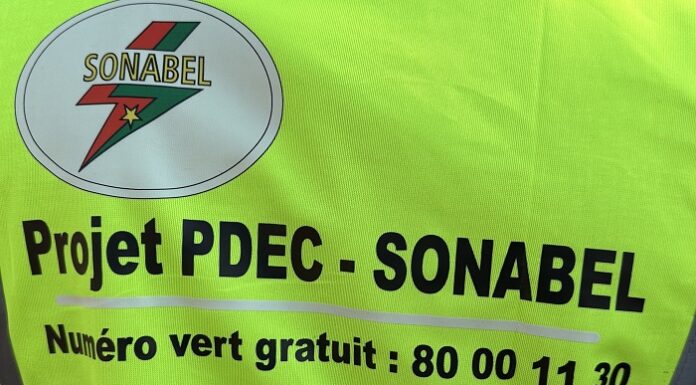 SONABEL
Projet PDEC - SONABEL
Numéro vert gratuit : 80 00 11 30